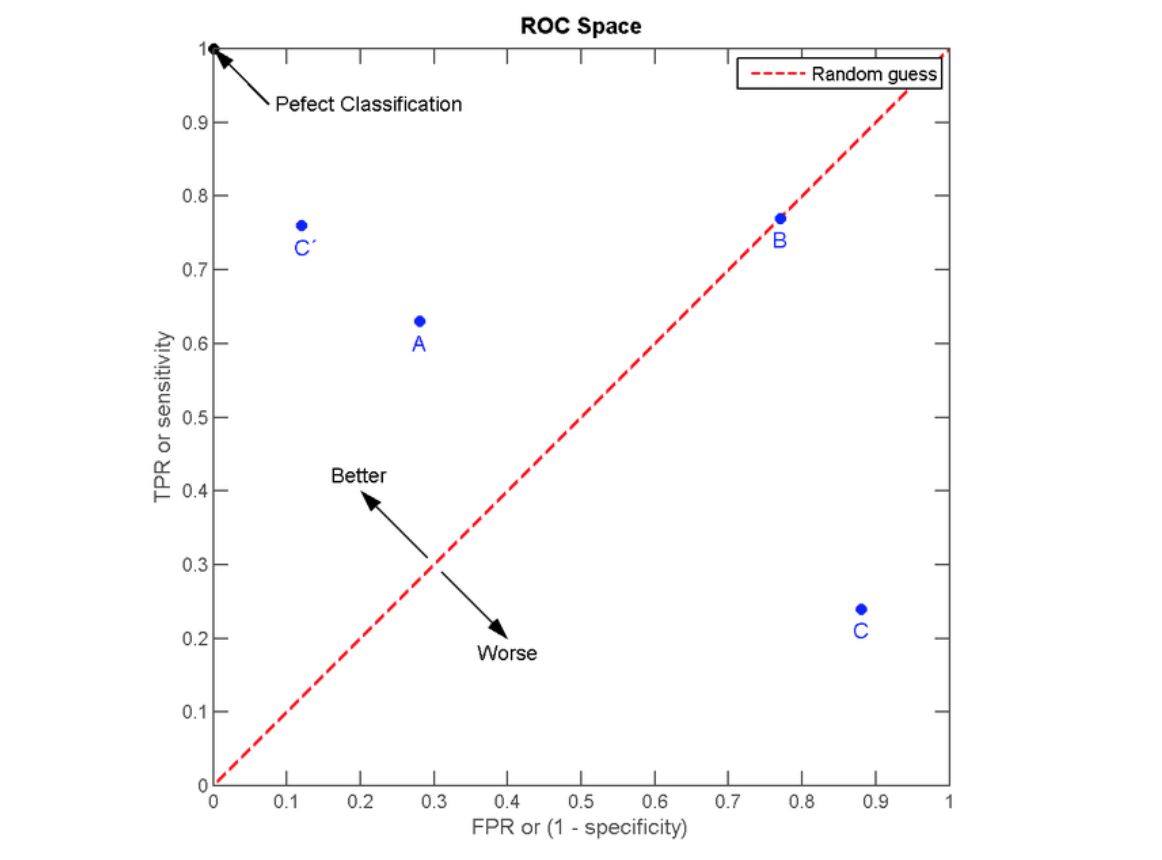 ROC Space
1
Random guess
Pefect Classification
0.9
0.8
B
C´
0.7
A
0.6
TPR or sensitivity
0.5
Better
0.4
0.3
C
0.2
Worse
0.1
0
0 0.1 0.2 0.3 0.4 0.5 0.6 0.7 0.8 0.9 1
FPR or (1 - specificity)